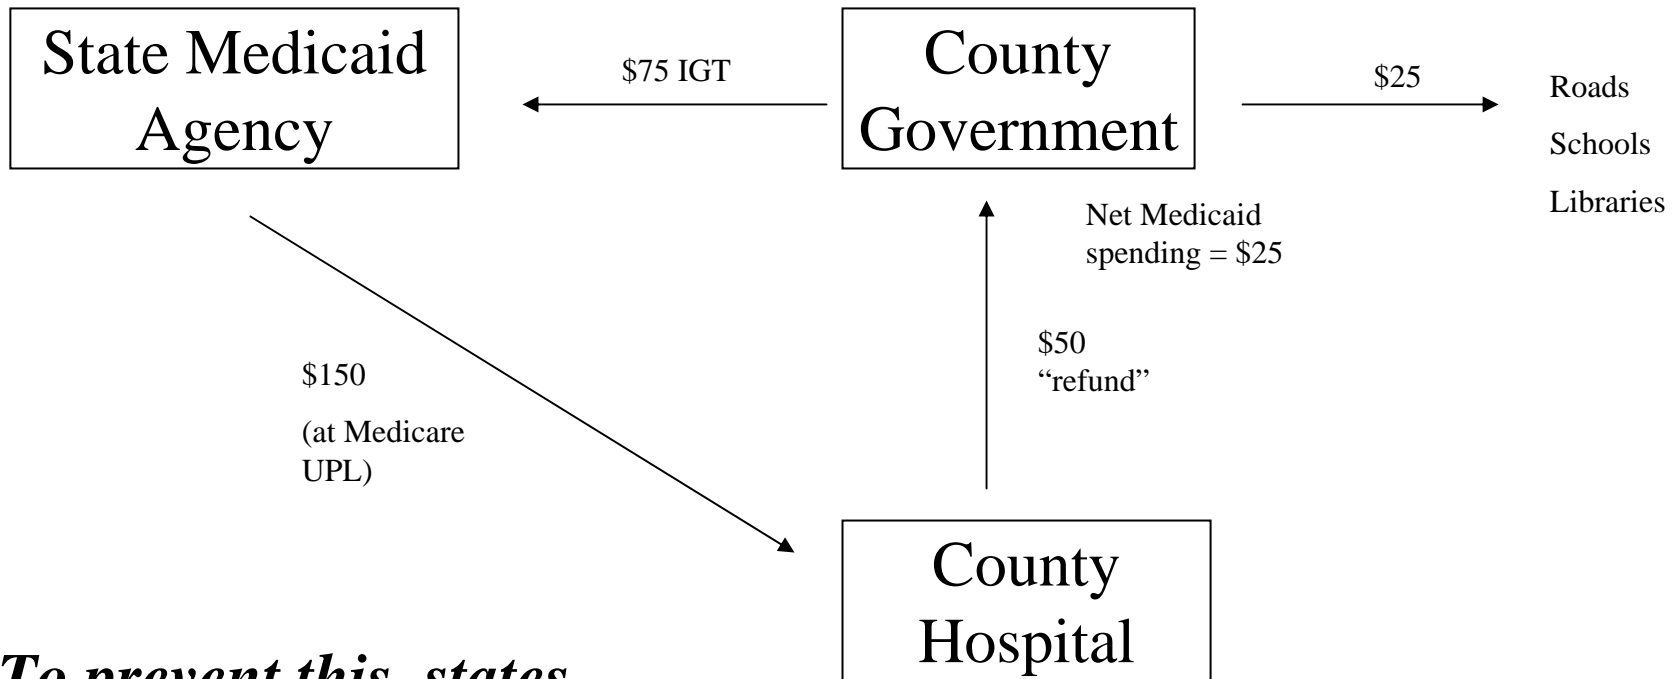 State Medicaid
Agency
$75 IGT
County
Government
$25
Roads
Schools
Libraries
Net Medicaid
spending = $25
$150
(at Medicare
UPL)
$50
“refund”
County
Hospital
To prevent this, states